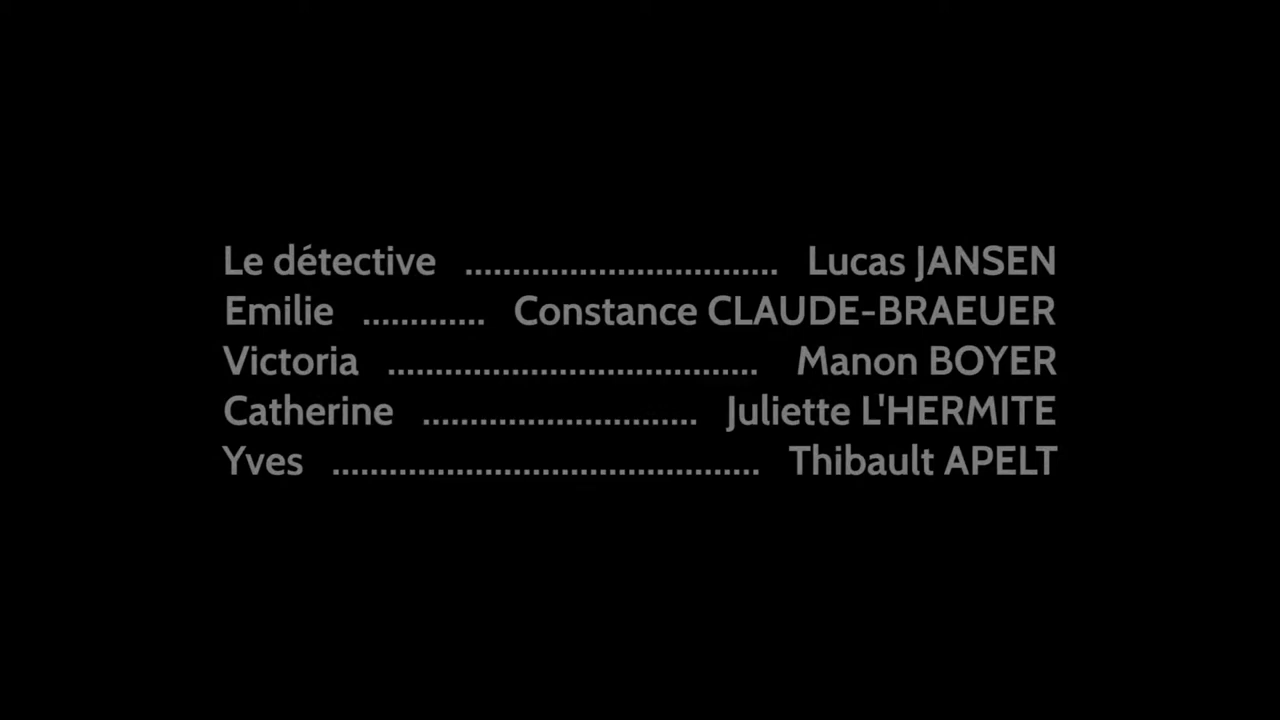 Le détective ................................. Lucas JANSEN
Emilie ............. Constance CLAUDE-BRAEUER
Victoria ....................................... Manon BOYER
Catherine ............................. Juliette L'HERMITE
Yves ............................................. Thibault APELT